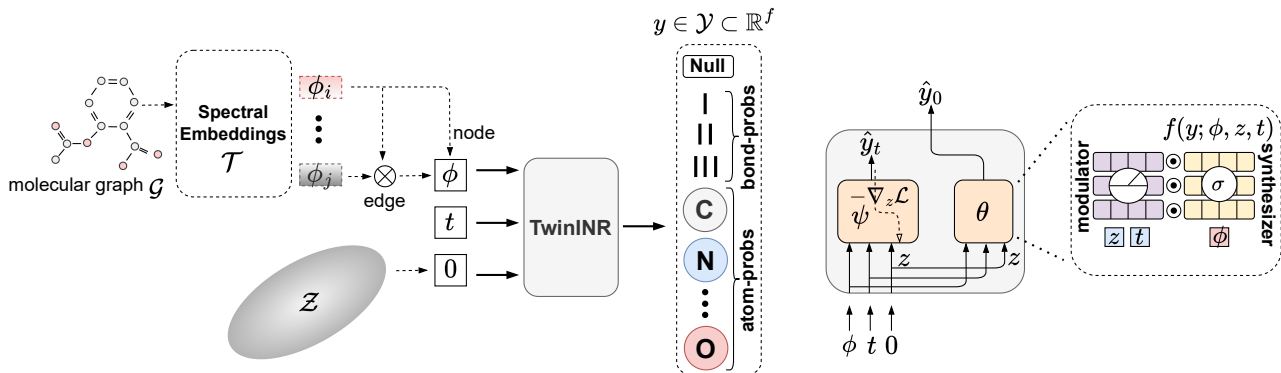 molecular graph 𝒢
Spectral
Embeddings
𝒯
ϕ_i
ϕ_j
edge
node
ϕ
t
0
𝒵
TwinINR
y ∈ 𝒴 ⊂ ℝ^f
Null
C
N
O
bond-probs
atom-probs
ŷ_0
ŷ_t
ψ
∇_z ℒ
z
θ
z
ϕ t 0
f(y; ϕ, z, t)
modulator
σ
synthesizer
z t
ϕ